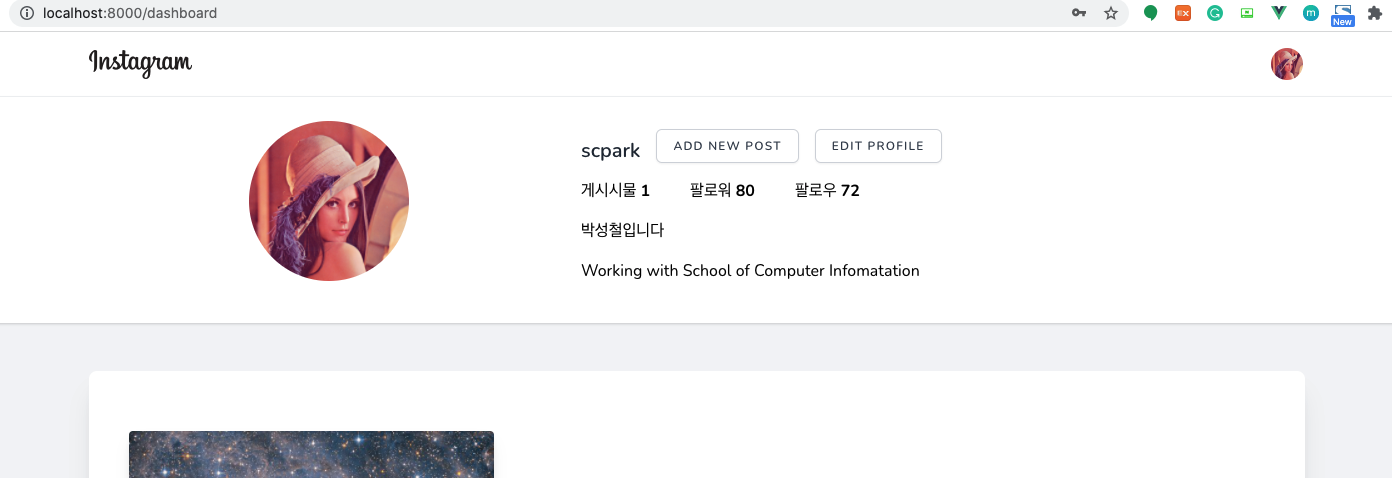 localhost:8000/dashboard
New
Instagram
scpark ADD NEW POST EDIT PROFILE
게시시물 1 팔로워 80 팔로우 72
박성철입니다
Working with School of Computer Infomatation